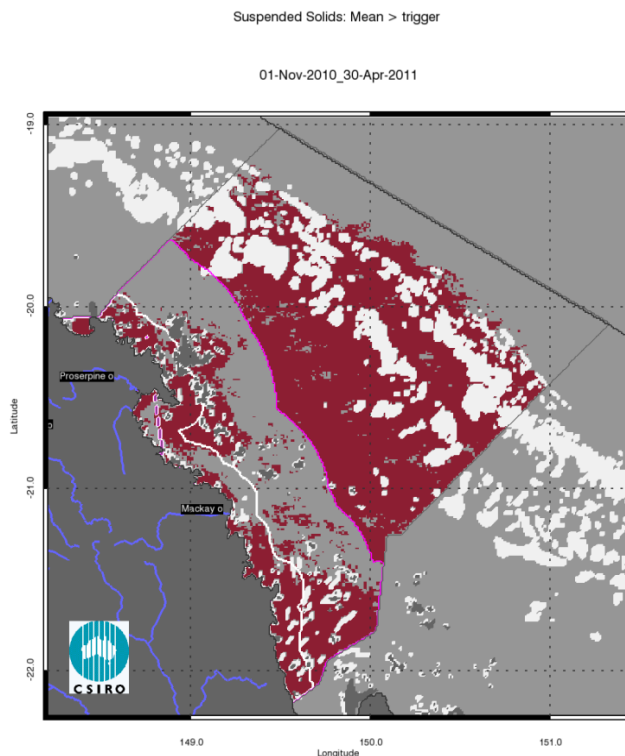 Suspended Solids: Mean > trigger
01-Nov-2010_30-Apr-2011
-19.0
-20.0
Proserpine o
o
Latitude
-21.0
Mackay o
-22.0
CSIRO
149.0
150.0
151.0
Longitude